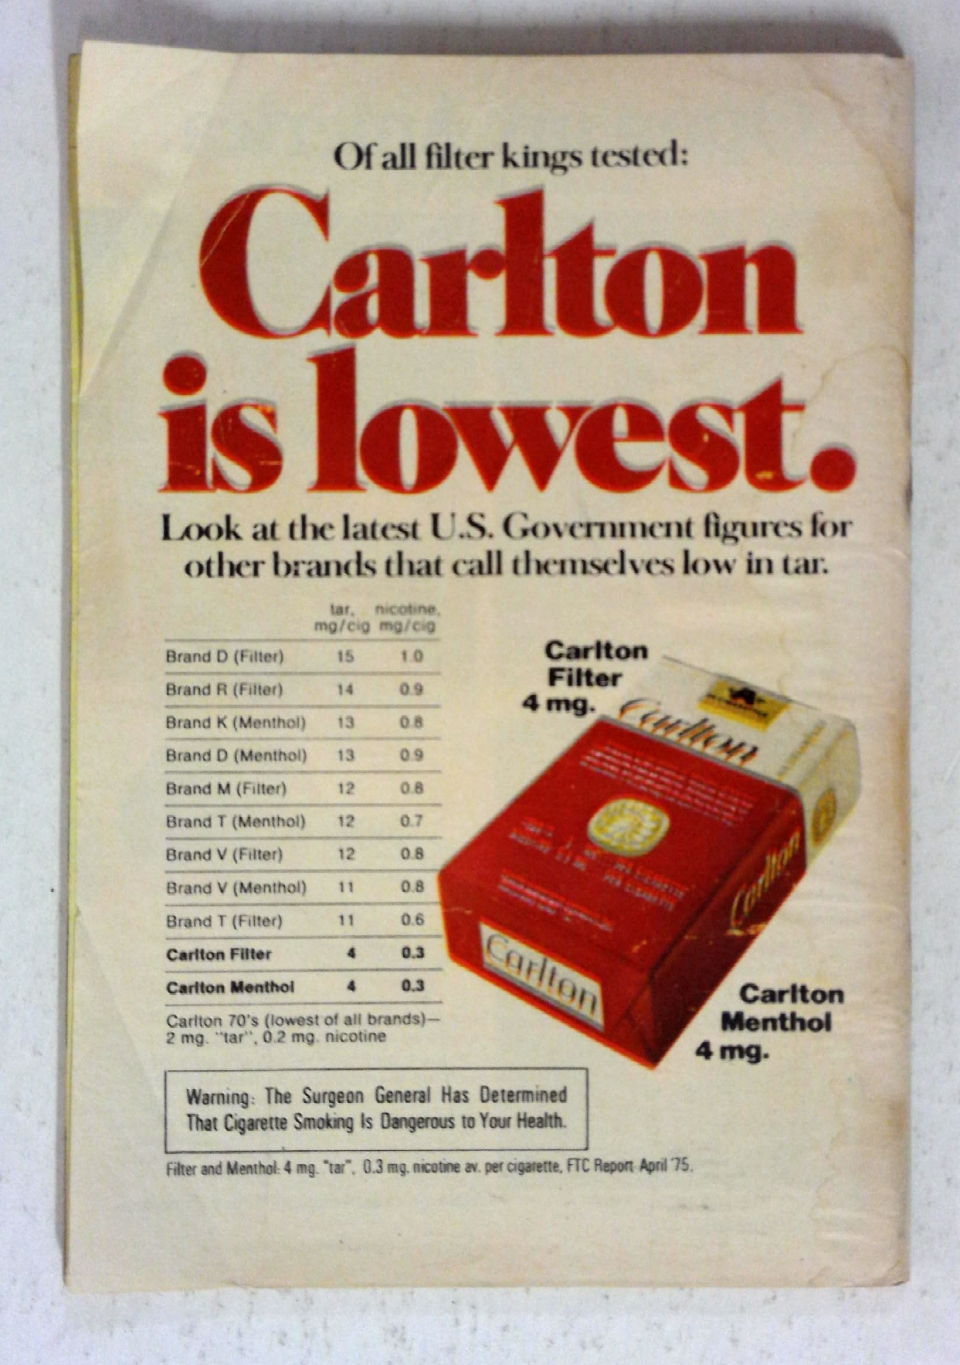 Of all filter kings tested:
Carlton
is lowest.
Look at the latest U.S. Government figures for
other brands that call themselves low in tar.
tar, nicotine,
mg/cig mg/cig
Brand D (Filter) 15 1.0
Brand R (Filter) 14 0.9
Brand K (Menthol) 13 0.8
Brand D (Menthol) 13 0.9
Brand M (Filter) 12 0.8
Brand T (Menthol) 12 0.7
Brand V (Filter) 12 0.8
Brand V (Menthol) 11 0.8
Brand T (Filter) 11 0.6
Carlton Filter 4 0.3
Carlton Menthol 4 0.3
Carlton 70's (lowest of all brands)—
2 mg. "tar", 0.2 mg. nicotine
Carlton
Filter
4 mg.
Carlton
PER CIGARETTE
PER CIGARETTE
Carlton
Carlton
Carlton
Menthol
4 mg.
Warning: The Surgeon General Has Determined
That Cigarette Smoking Is Dangerous to Your Health.
Filter and Menthol: 4 mg. "tar", 0.3 mg. nicotine av. per cigarette, FTC Report April '75.